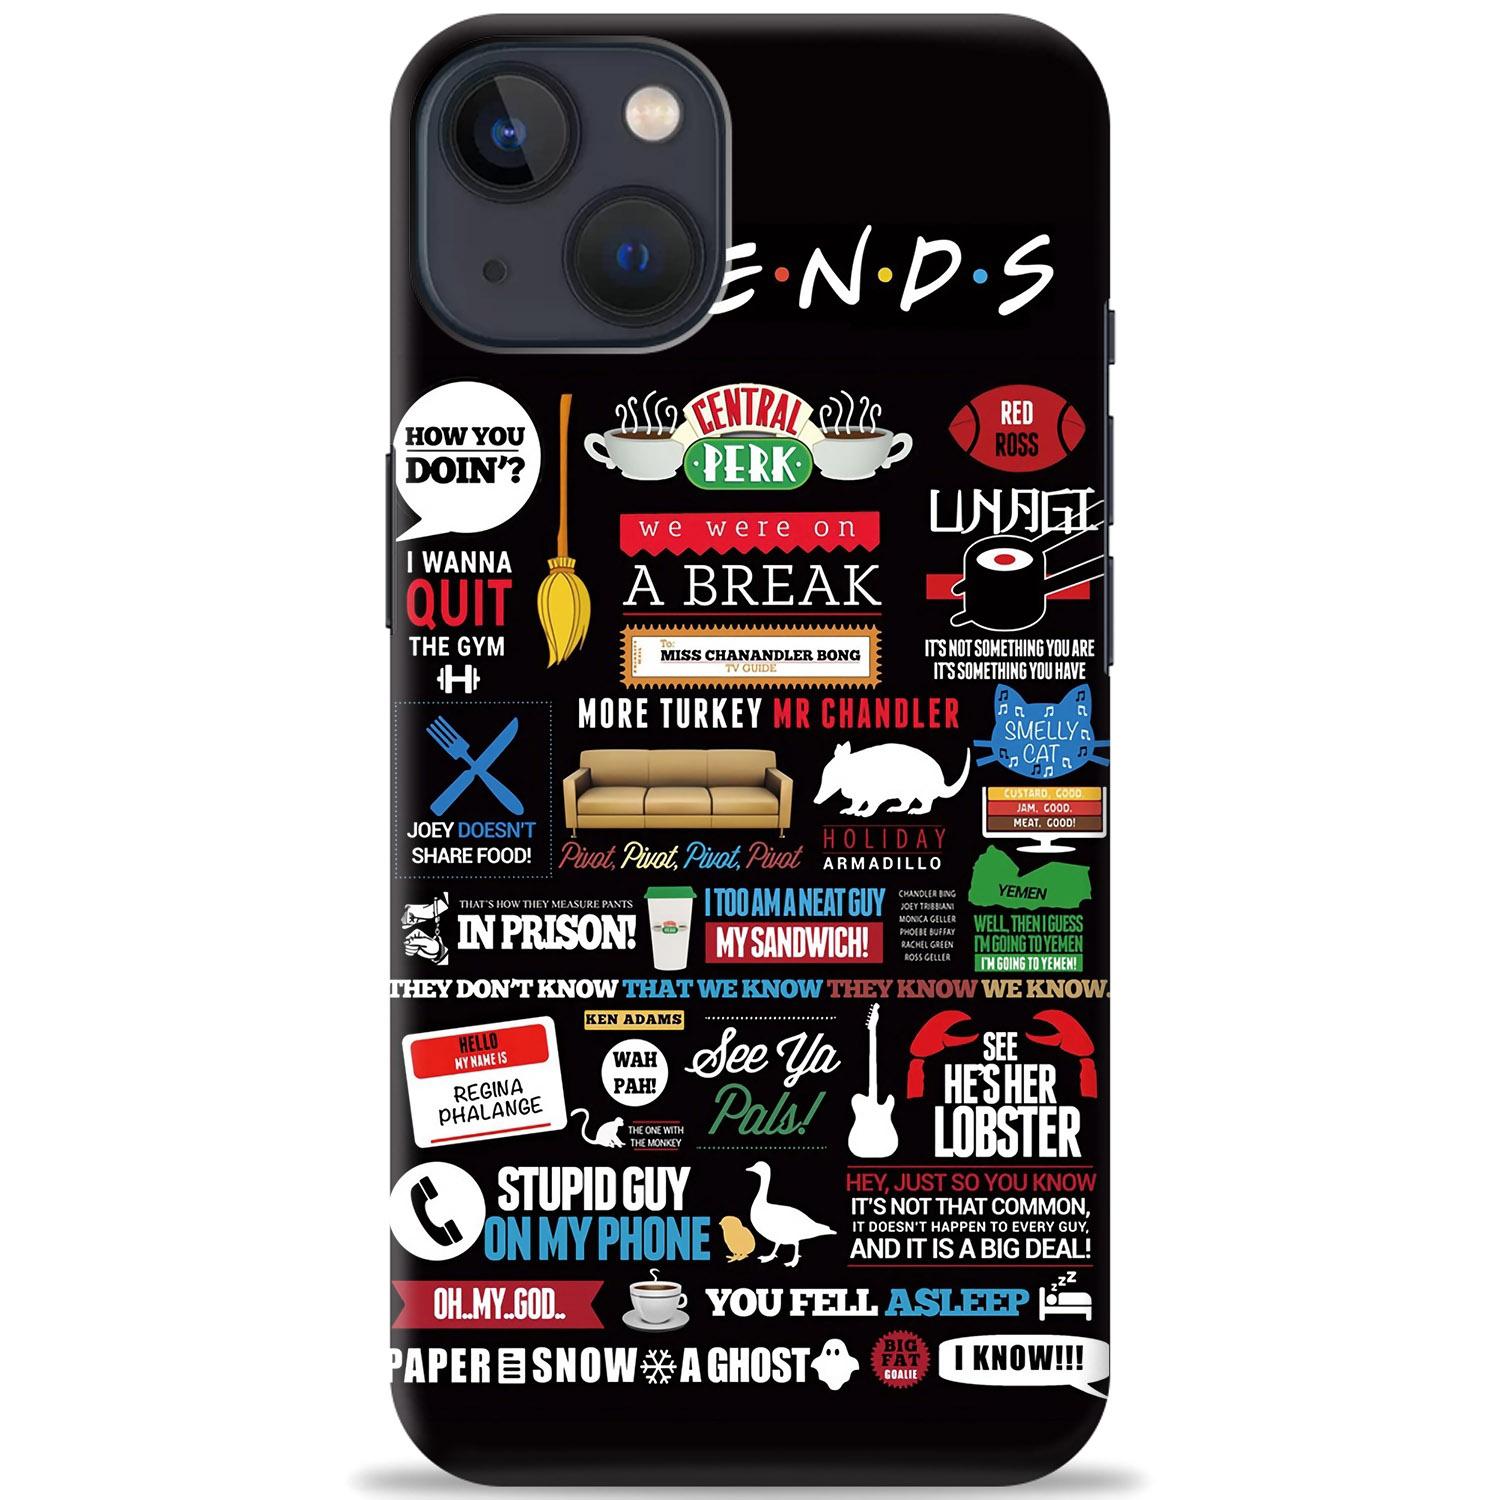 E·N·D·S
HOW YOU
DOIN'?
CENTRAL
PERK
RED
ROSS
UNAGI
we were on
A BREAK
I WANNA
QUIT
THE GYM
To:
MISS CHANANDLER BONG
TV GUIDE
IT'S NOT SOMETHING YOU ARE
IT'S SOMETHING YOU HAVE
MORE TURKEY MR CHANDLER
SMELLY
CAT
CUSTARD, GOOD.
JAM, GOOD.
MEAT, GOOD!
JOEY DOESN'T
SHARE FOOD!
Pivot, Pivot, Pivot, Pivot
HOLIDAY
ARMADILLO
YEMEN
WELL, THEN I GUESS
I'M GOING TO YEMEN
I'M GOING TO YEMEN!
THAT'S HOW THEY MEASURE PANTS
IN PRISON!
I TOO AM A NEAT GUY
MY SANDWICH!
CHANDLER BING
JOEY TRIBBIANI
MONICA GELLER
PHOEBE BUFFAY
RACHEL GREEN
ROSS GELLER
THEY DON'T KNOW THAT WE KNOW THEY KNOW WE KNOW.
HELLO
MY NAME IS
REGINA
PHALANGE
KEN ADAMS
WAH
PAH!
THE ONE WITH
THE MONKEY
See Ya
Pals!
SEE
HE'S HER
LOBSTER
STUPID GUY
ON MY PHONE
HEY, JUST SO YOU KNOW
IT'S NOT THAT COMMON,
IT DOESN'T HAPPEN TO EVERY GUY,
AND IT IS A BIG DEAL!
OH..MY..GOD..
YOU FELL ASLEEP
zzz
PAPER SNOW A GHOST
BIG
FAT
GOALIE
I KNOW!!!